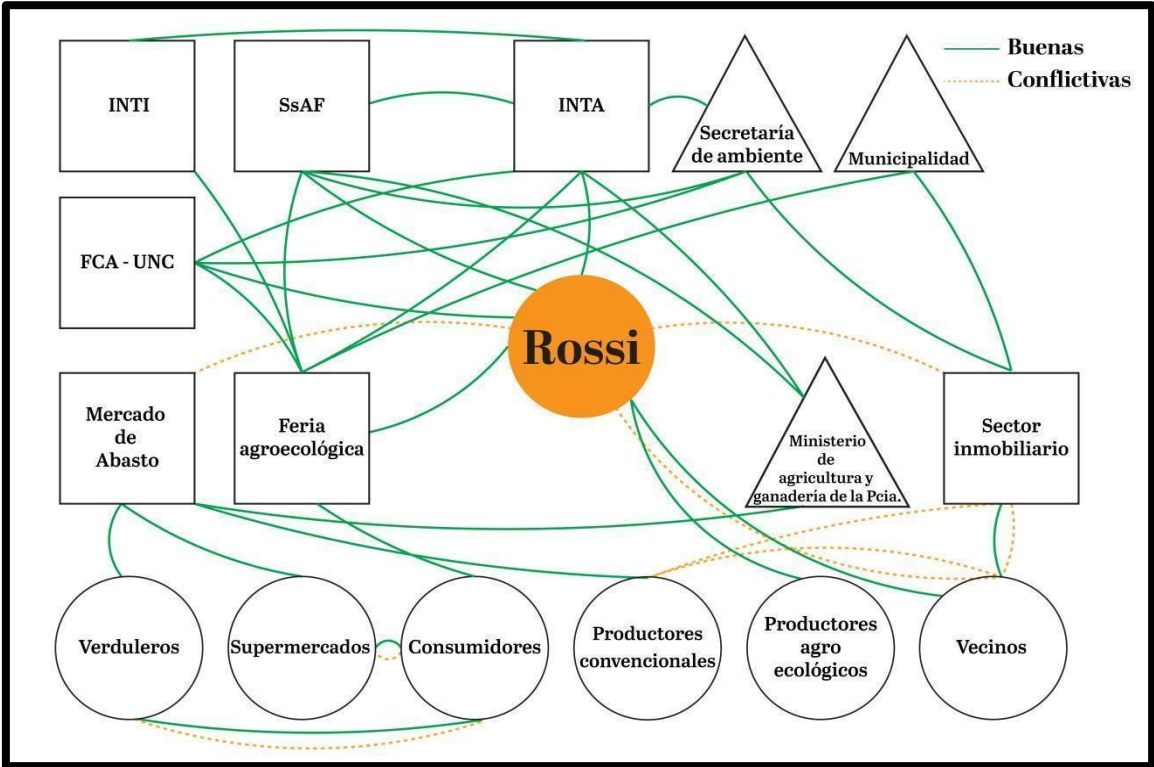 Buenas
Conflictivas
INTI
SsAF
INTA
Secretaría
de ambiente
Municipalidad
FCA - UNC
Rossi
Mercado
de
Abasto
Feria
agroecológica
Ministerio
de
agricultura y
ganadería de la Pcia.
Sector
inmobiliario
Verduleros
Supermercados
Consumidores
Productores
convencionales
Productores
agro
ecológicos
Vecinos